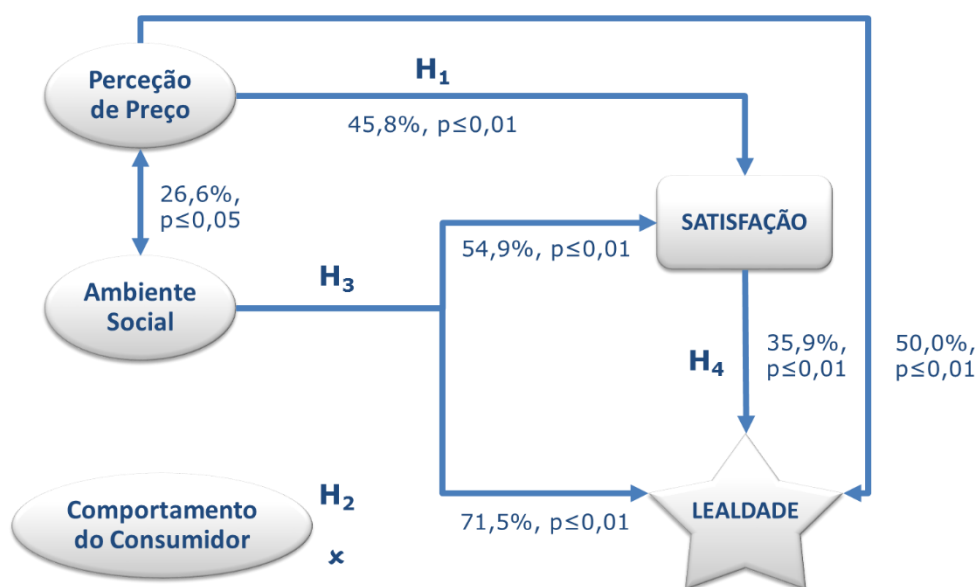 Perceção
de Preço
H₁
45,8%, p≤0,01
26,6%,
p≤0,05
SATISFAÇÃO
54,9%, p≤0,01
Ambiente
Social
H₃
H₄
35,9%,
p≤0,01
50,0%,
p≤0,01
Comportamento
do Consumidor
H₂
×
71,5%, p≤0,01
LEALDADE